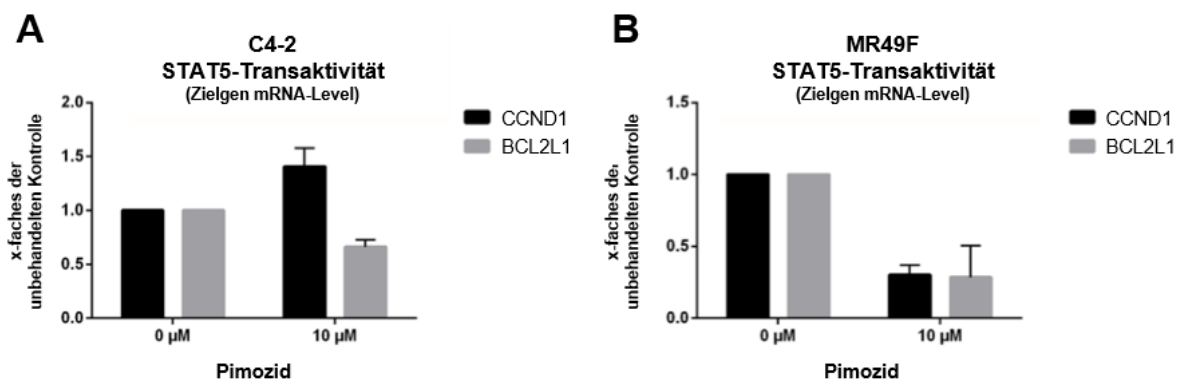 A
C4-2
STAT5-Transaktivität
(Zielgen mRNA-Level)
x-faches der
unbehandelten Kontrolle
2.0
1.5
1.0
0.5
0.0
0 µM
10 µM
Pimozid
CCND1
BCL2L1
B
MR49F
STAT5-Transaktivität
(Zielgen mRNA-Level)
x-faches
unbehandelten Kontrolle
1.5
1.0
0.5
0.0
0 µM
10 µM
Pimozid
CCND1
BCL2L1